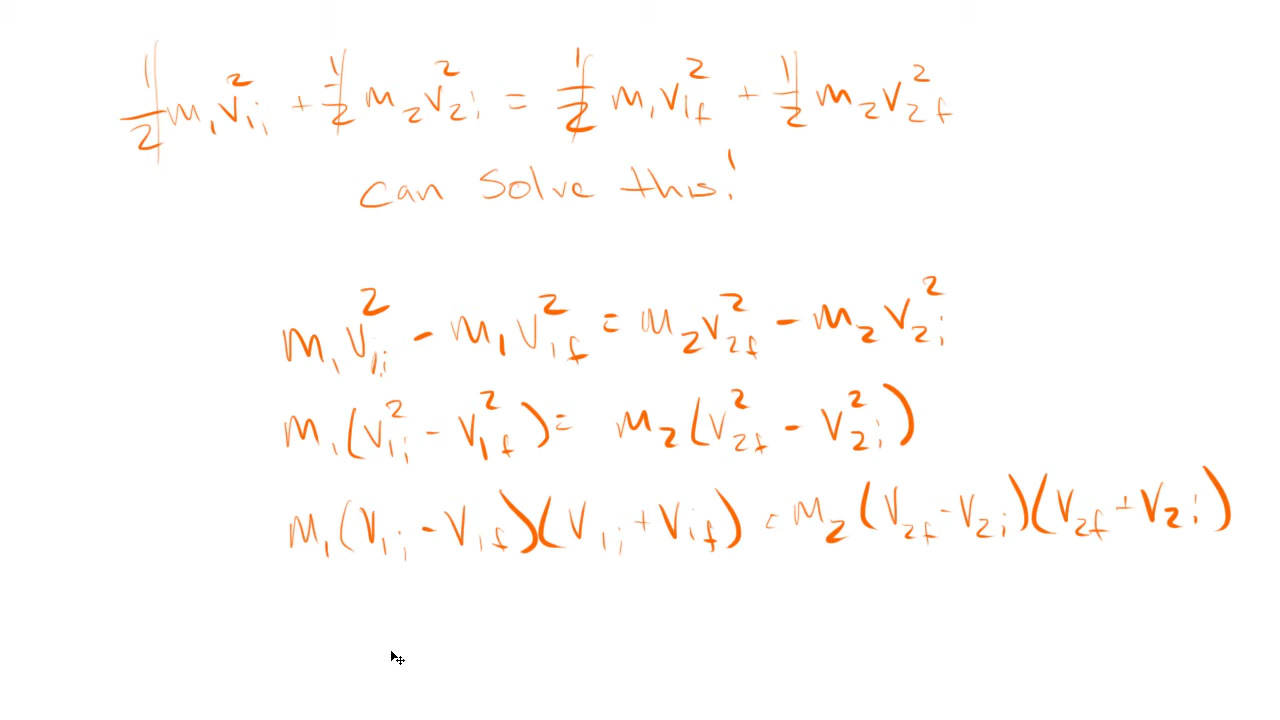 ½ m₁v₁ᵢ² + ½ m₂v₂ᵢ² = ½ m₁v₁f² + ½ m₂v₂f²
can solve this!
m₁v₁ᵢ² - m₁v₁f² = m₂v₂f² - m₂v₂ᵢ²
m₁(v₁ᵢ² - v₁f²) = m₂(v₂f² - v₂ᵢ²)
m₁(v₁ᵢ - v₁f)(v₁ᵢ + v₁f) = m₂(v₂f - v₂ᵢ)(v₂f + v₂ᵢ)